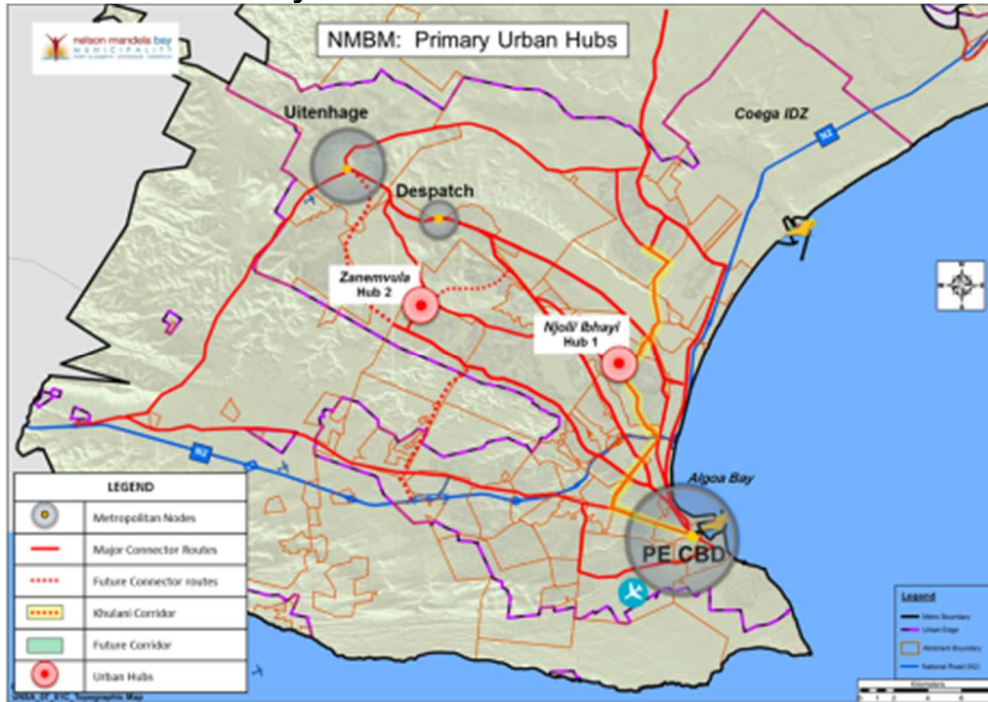 nelson mandela bay
MUNICIPALITY
NMBM: Primary Urban Hubs
Uitenhage
Coega IDZ
N2
Despatch
Zanemvula
Hub 2
Njoli/ Ibhayi
Hub 1
N2
Algoa Bay
PE CBD
LEGEND
Metropolitan Nodes
Major Connector Routes
Future Connector routes
Khulani Corridor
Future Corridor
Urban Hubs
Legend
Metro Boundary
Urban Edge
Allotment Boundary
National Road (N2)
Kilometers